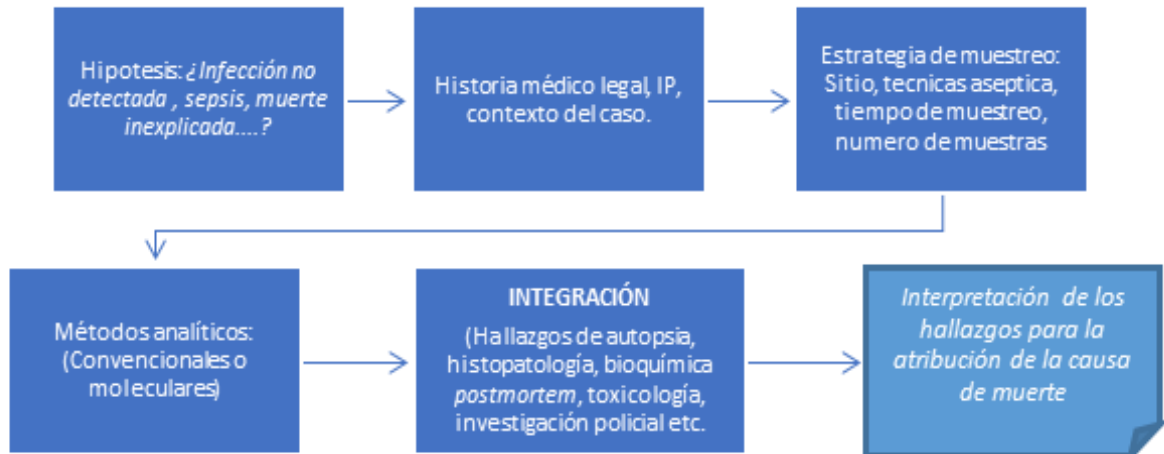 Hipotesis: ¿Infección no
detectada , sepsis, muerte
inexplicada....?
Historia médico legal, IP,
contexto del caso.
Estrategia de muestreo:
Sitio, tecnicas aseptica,
tiempo de muestreo,
numero de muestras
Métodos analíticos:
(Convencionales o
moleculares)
INTEGRACIÓN
(Hallazgos de autopsia,
histopatología, bioquímica
postmortem, toxicología,
investigación policial etc.
Interpretación de los
hallazgos para la
atribución de la causa
de muerte